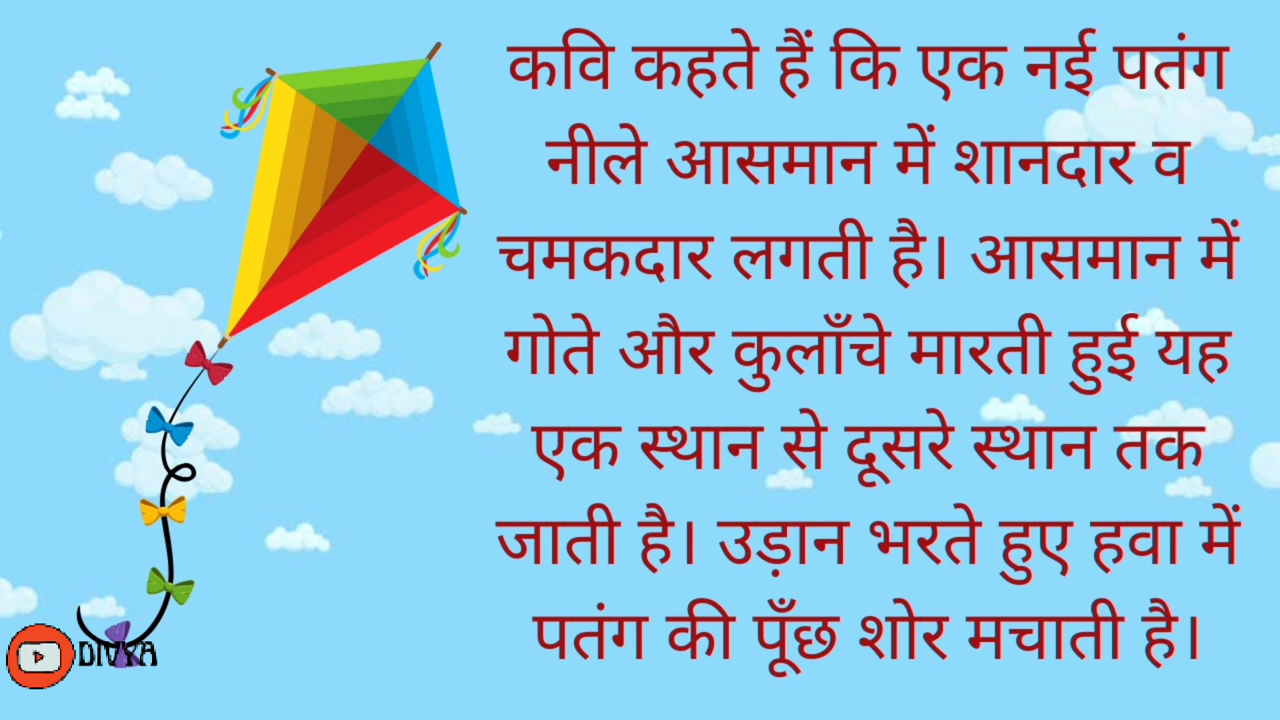 कवि कहते हैं कि एक नई पतंग
नीले आसमान में शानदार व
चमकदार लगती है। आसमान में
गोते और कुलाँचे मारती हुई यह
एक स्थान से दूसरे स्थान तक
जाती है। उड़ान भरते हुए हवा में
पतंग की पूँछ शोर मचाती है।
DIVYA